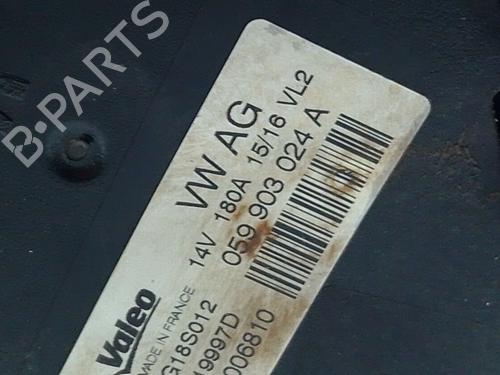 B-PARTS
VW AG
14V 180A 15/16 VL2
059 903 024 A
Valeo
MADE IN FRANCE
G18S012
19997D
006810